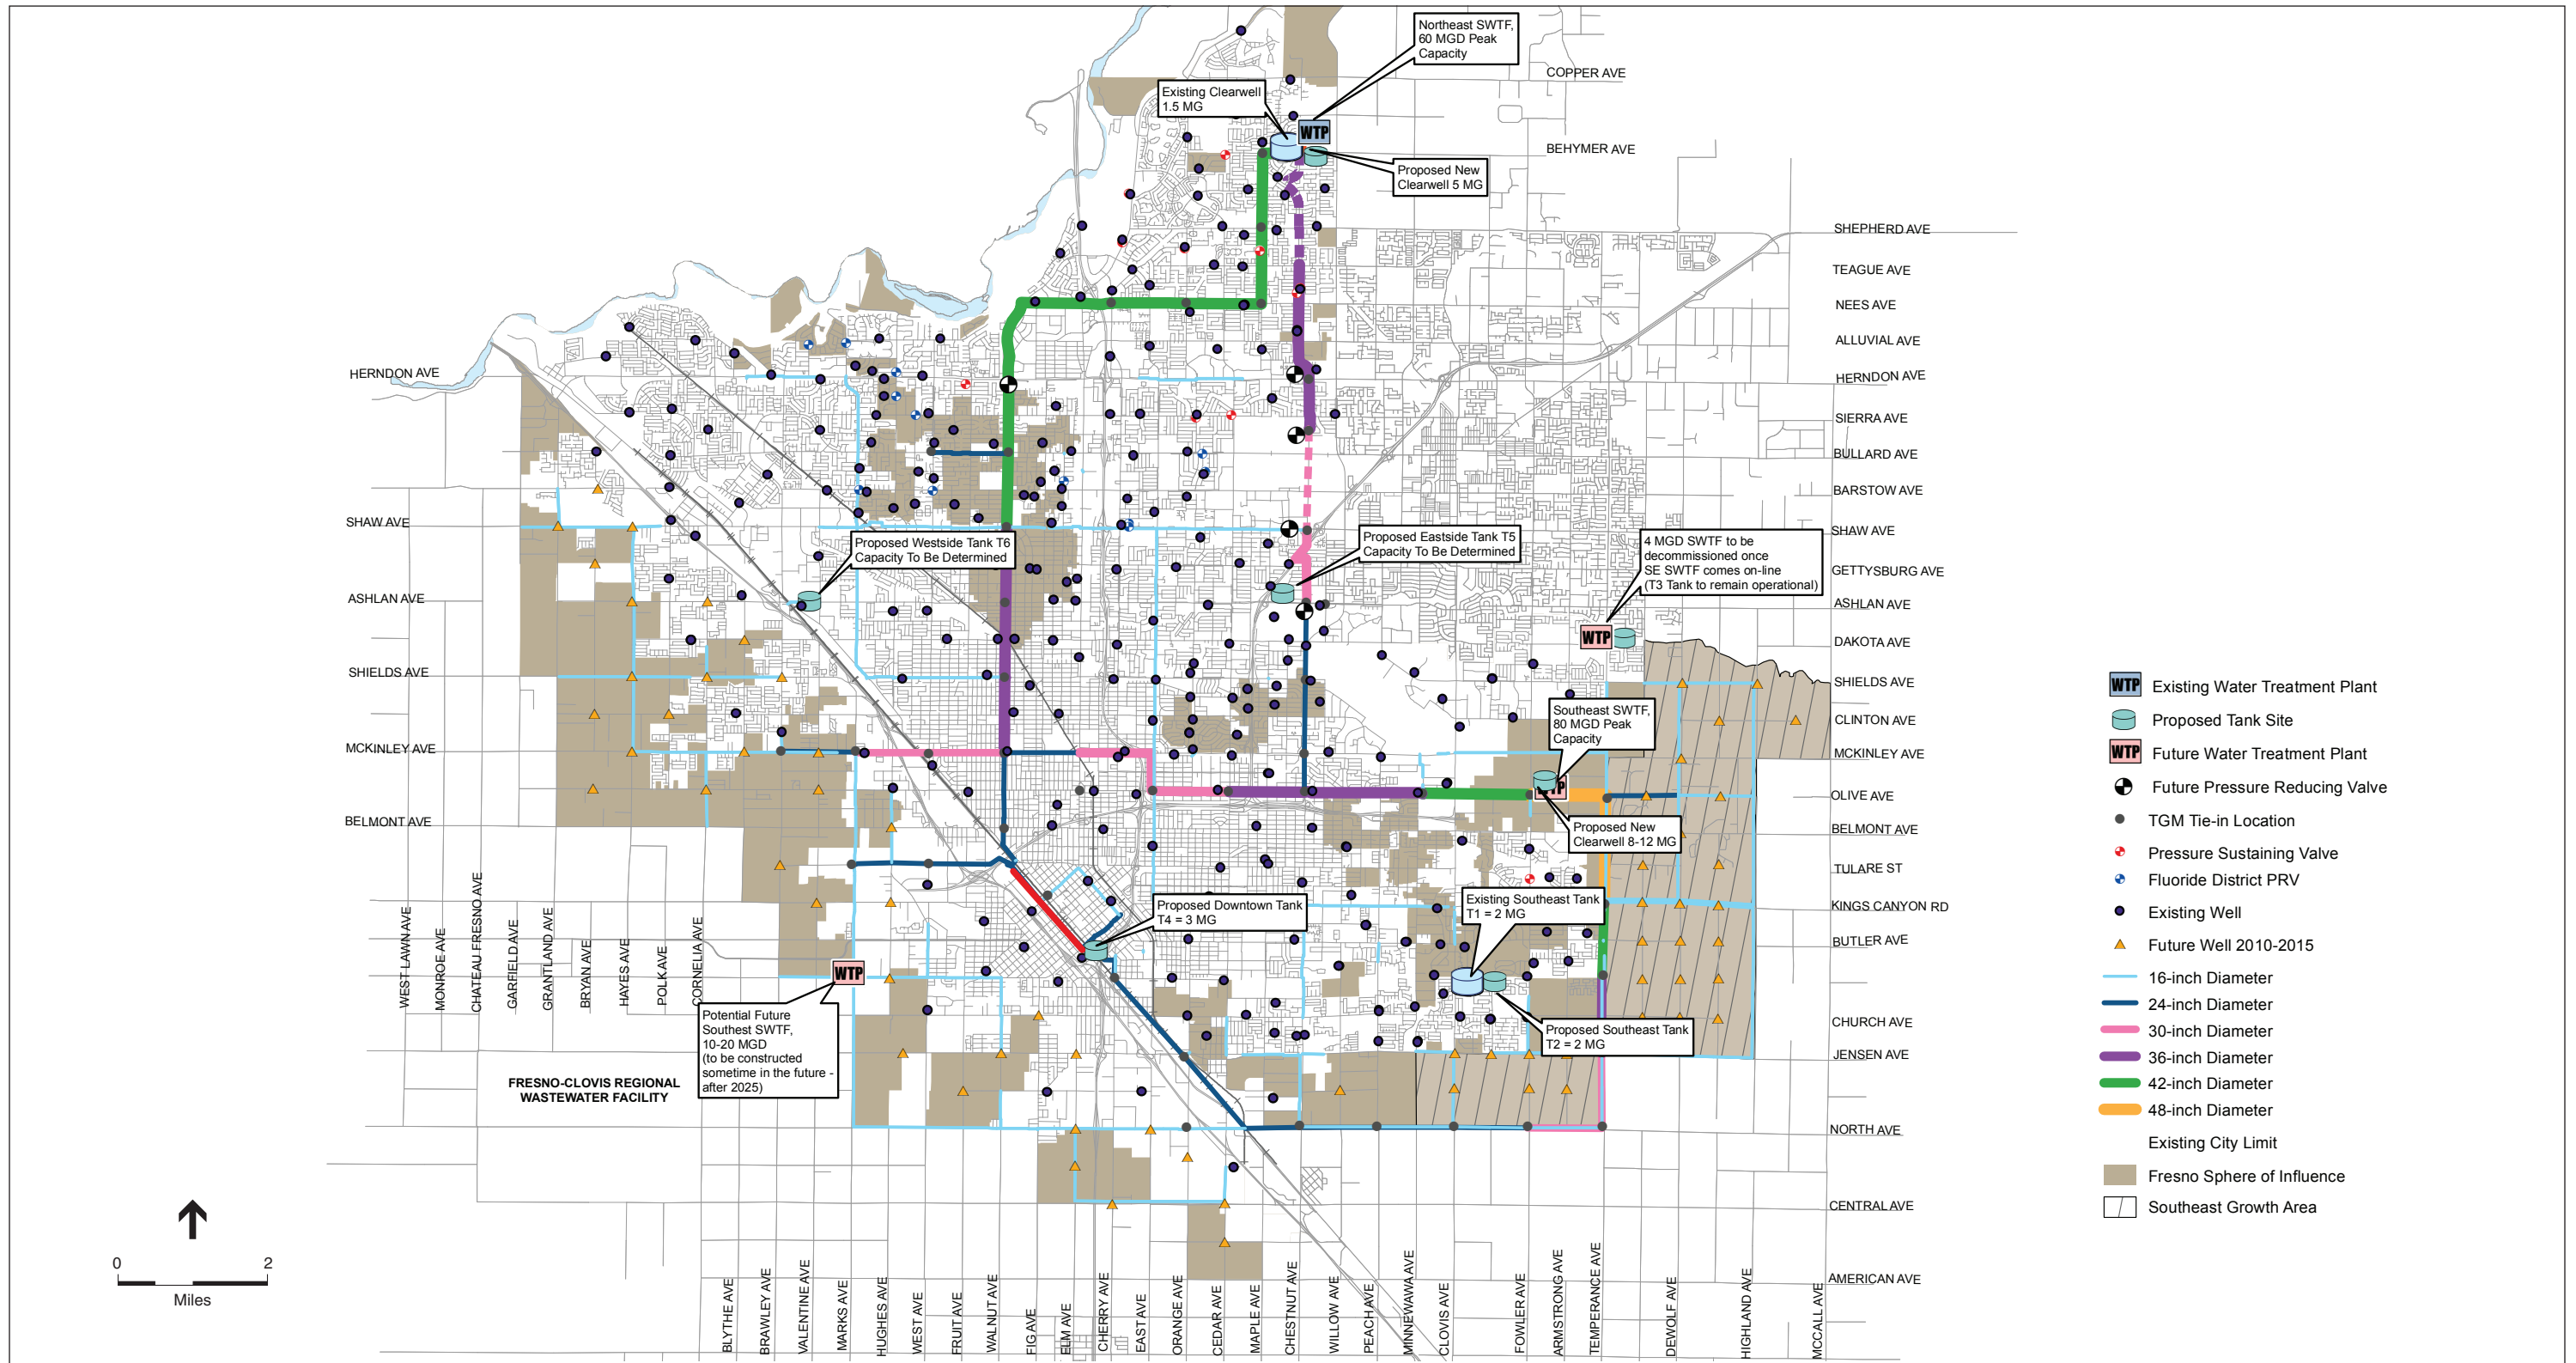 Northeast SWTF,
60 MGD Peak
Capacity
COPPER AVE
Existing Clearwell
1.5 MG
WTP
BEHYMER AVE
Proposed New
Clearwell 5 MG
SHEPHERD AVE
TEAGUE AVE
NEES AVE
ALLUVIAL AVE
HERNDON AVE
HERNDON AVE
SIERRA AVE
BULLARD AVE
BARSTOW AVE
SHAW AVE
SHAW AVE
Proposed Westside Tank T6
Capacity To Be Determined
Proposed Eastside Tank T5
Capacity To Be Determined
4 MGD SWTF to be
decommissioned once
SE SWTF comes on-line
(T3 Tank to remain operational)
GETTYSBURG AVE
ASHLAN AVE
ASHLAN AVE
WTP
DAKOTA AVE
SHIELDS AVE
SHIELDS AVE
Southeast SWTF,
80 MGD Peak
Capacity
CLINTON AVE
MCKINLEY AVE
MCKINLEY AVE
WTP
OLIVE AVE
BELMONT AVE
Proposed New
Clearwell 8-12 MG
BELMONT AVE
TULARE ST
Existing Southeast Tank
T1 = 2 MG
Proposed Downtown Tank
T4 = 3 MG
KINGS CANYON RD
BUTLER AVE
WEST LAWN AVE
MONROE AVE
CHATEAU FRESNO AVE
GARFIELD AVE
GRANTLAND AVE
BRYAN AVE
HAYES AVE
POLK AVE
CORNELIA AVE
WTP
Potential Future
Southest SWTF,
10-20 MGD
(to be constructed
sometime in the future -
after 2025)
Proposed Southeast Tank
T2 = 2 MG
CHURCH AVE
JENSEN AVE
FRESNO-CLOVIS REGIONAL
WASTEWATER FACILITY
NORTH AVE
CENTRAL AVE
AMERICAN AVE
BLYTHE AVE
BRAWLEY AVE
VALENTINE AVE
MARKS AVE
HUGHES AVE
WEST AVE
FRUIT AVE
WALNUT AVE
FIG AVE
ELM AVE
CHERRY AVE
EAST AVE
ORANGE AVE
CEDAR AVE
MAPLE AVE
CHESTNUT AVE
WILLOW AVE
PEACH AVE
MINNEWAWA AVE
CLOVIS AVE
FOWLER AVE
ARMSTRONG AVE
TEMPERANCE AVE
DEWOLF AVE
HIGHLAND AVE
MCCALL AVE
0 2
Miles
WTP Existing Water Treatment Plant
Proposed Tank Site
WTP Future Water Treatment Plant
Future Pressure Reducing Valve
TGM Tie-in Location
Pressure Sustaining Valve
Fluoride District PRV
Existing Well
Future Well 2010-2015
16-inch Diameter
24-inch Diameter
30-inch Diameter
36-inch Diameter
42-inch Diameter
48-inch Diameter
Existing City Limit
Fresno Sphere of Influence
Southeast Growth Area